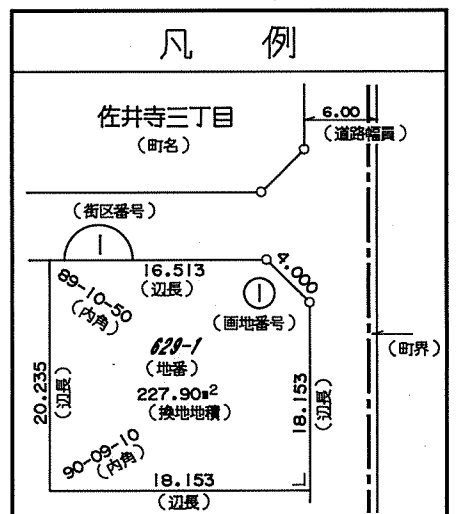 凡 例
佐井寺三丁目
(町名)
6.00
(道路幅員)
(街区番号)
1
16.513
(辺長)
4.000
89-10-50
(内角)
1
(画地番号)
629-1
(地番)
227.90m2
(換地地積)
(町界)
20.235
(辺長)
18.153
(辺長)
90-09-10
(内角)
18.153
(辺長)